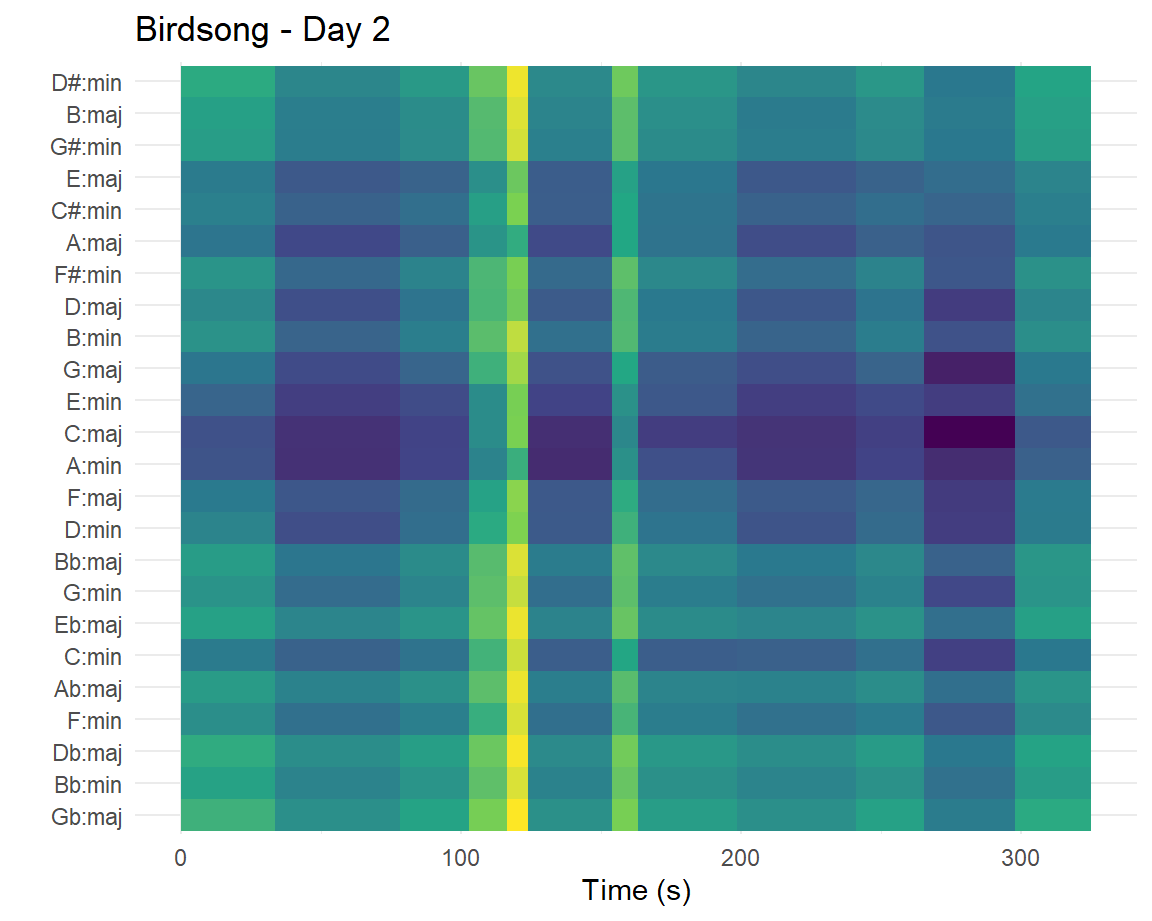 Birdsong - Day 2
D#:min
B:maj
G#:min
E:maj
C#:min
A:maj
F#:min
D:maj
B:min
G:maj
E:min
C:maj
A:min
F:maj
D:min
Bb:maj
G:min
Eb:maj
C:min
Ab:maj
F:min
Db:maj
Bb:min
Gb:maj
0 100 200 300
Time (s)